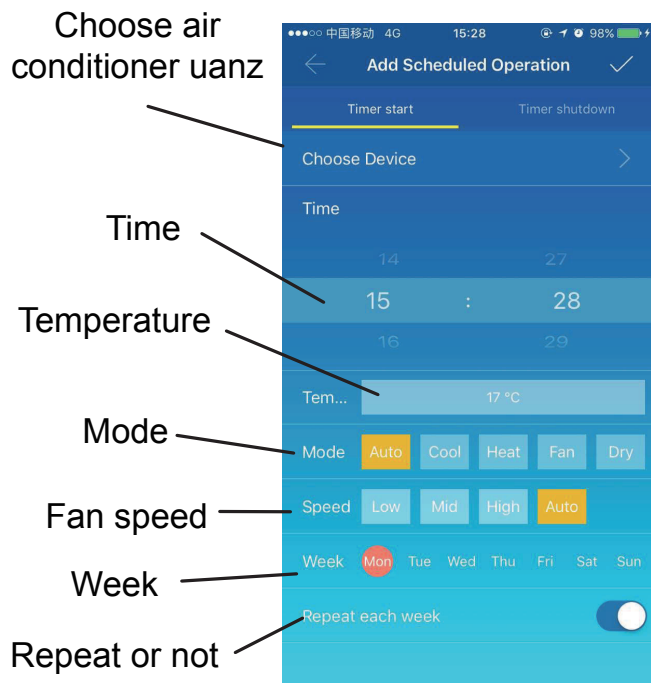 Choose air
conditioner uanz
Time
Temperature
Mode
Fan speed
Week
Repeat or not
中国移动 4G 15:28 98%
Add Scheduled Operation
Timer start Timer shutdown
Choose Device
Time
14 27
15 : 28
16 29
Tem... 17 °C
Mode Auto Cool Heat Fan Dry
Speed Low Mid High Auto
Week Mon Tue Wed Thu Fri Sat Sun
Repeat each week